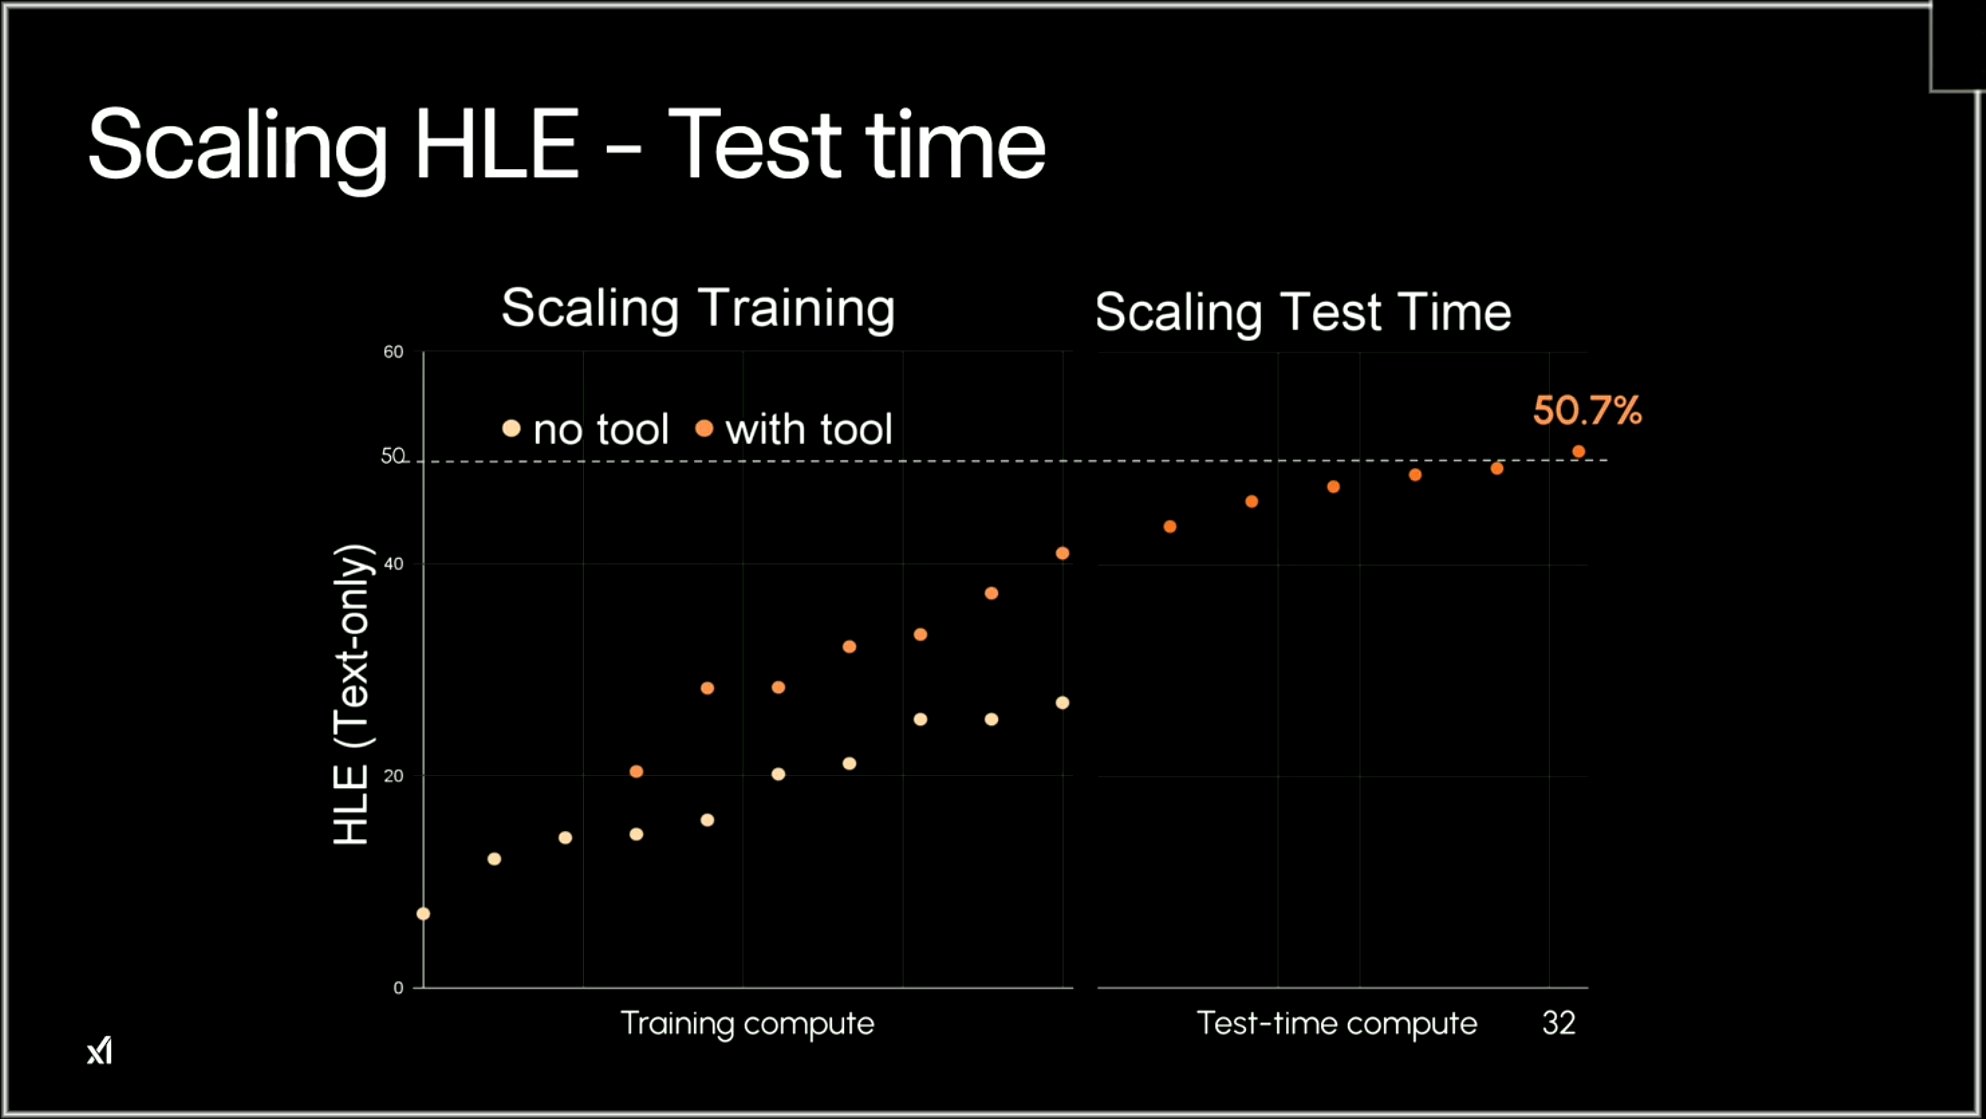 Scaling HLE - Test time
Scaling Training
Scaling Test Time
60
no tool
with tool
50.7%
50
40
20
0
HLE (Text-only)
Training compute
Test-time compute
32
xI